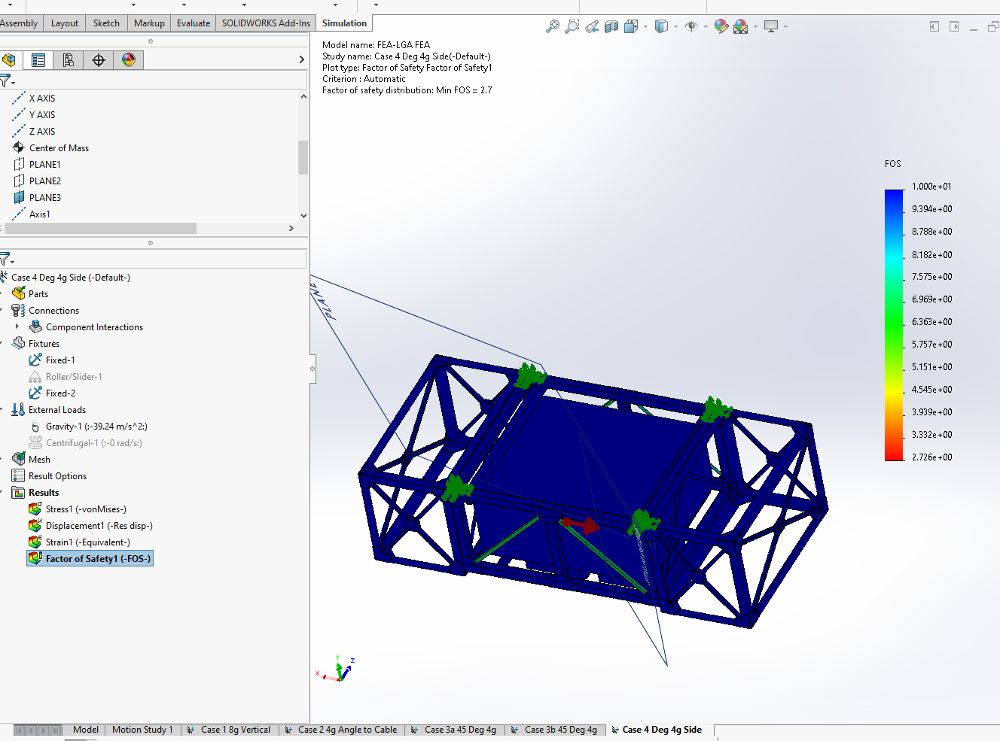 Assembly Layout Sketch Markup Evaluate SOLIDWORKS Add-Ins Simulation
Model name: FEA-LGA FEA
Study name: Case 4 Deg 4g Side(-Default-)
Plot type: Factor of Safety Factor of Safety1
Criterion : Automatic
Factor of safety distribution: Min FOS = 2.7
X AXIS
Y AXIS
Z AXIS
Center of Mass
PLANE1
PLANE2
PLANE3
Axis1
Case 4 Deg 4g Side (-Default-)
Parts
Connections
Component Interactions
Fixtures
Fixed-1
Roller/Slider-1
Fixed-2
External Loads
Gravity-1 (:-39.24 m/s^2:)
Centrifugal-1 (:-0 rad/s:)
Mesh
Result Options
Results
Stress1 (-vonMises-)
Displacement1 (-Res disp-)
Strain1 (-Equivalent-)
Factor of Safety1 (-FOS-)
FOS
1.000e+01
9.394e+00
8.788e+00
8.182e+00
7.575e+00
6.969e+00
6.363e+00
5.757e+00
5.151e+00
4.545e+00
3.939e+00
3.332e+00
2.726e+00
Y
Z
X
Model Motion Study 1 Case 1 8g Vertical Case 2 4g Angle to Cable Case 3a 45 Deg 4g Case 3b 45 Deg 4g Case 4 Deg 4g Side